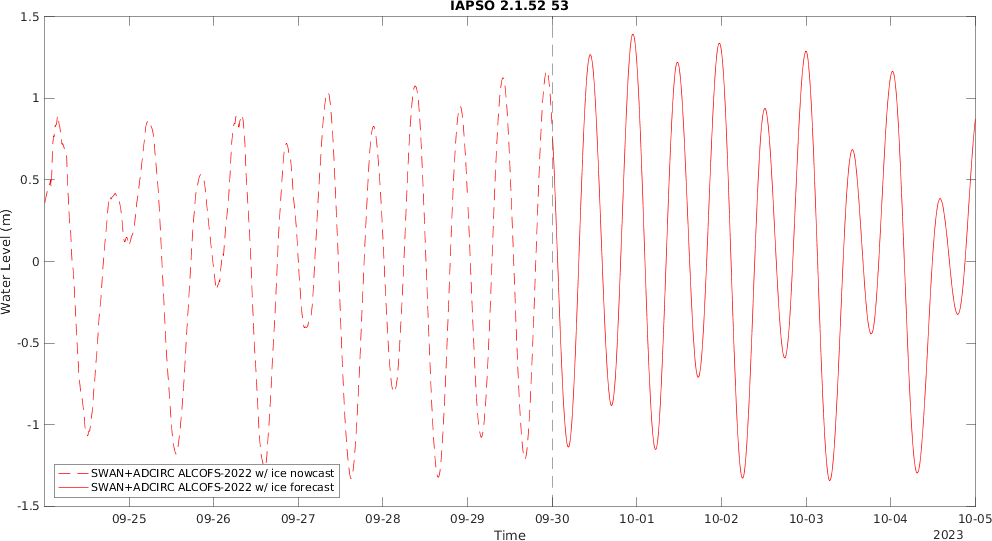 IAPSO 2.1.52 53
1.5
1
0.5
0
-0.5
-1
-1.5
Water Level (m)
SWAN+ADCIRC ALCOFS-2022 w/ ice nowcast
SWAN+ADCIRC ALCOFS-2022 w/ ice forecast
09-25 09-26 09-27 09-28 09-29 09-30 10-01 10-02 10-03 10-04 10-05
Time
2023